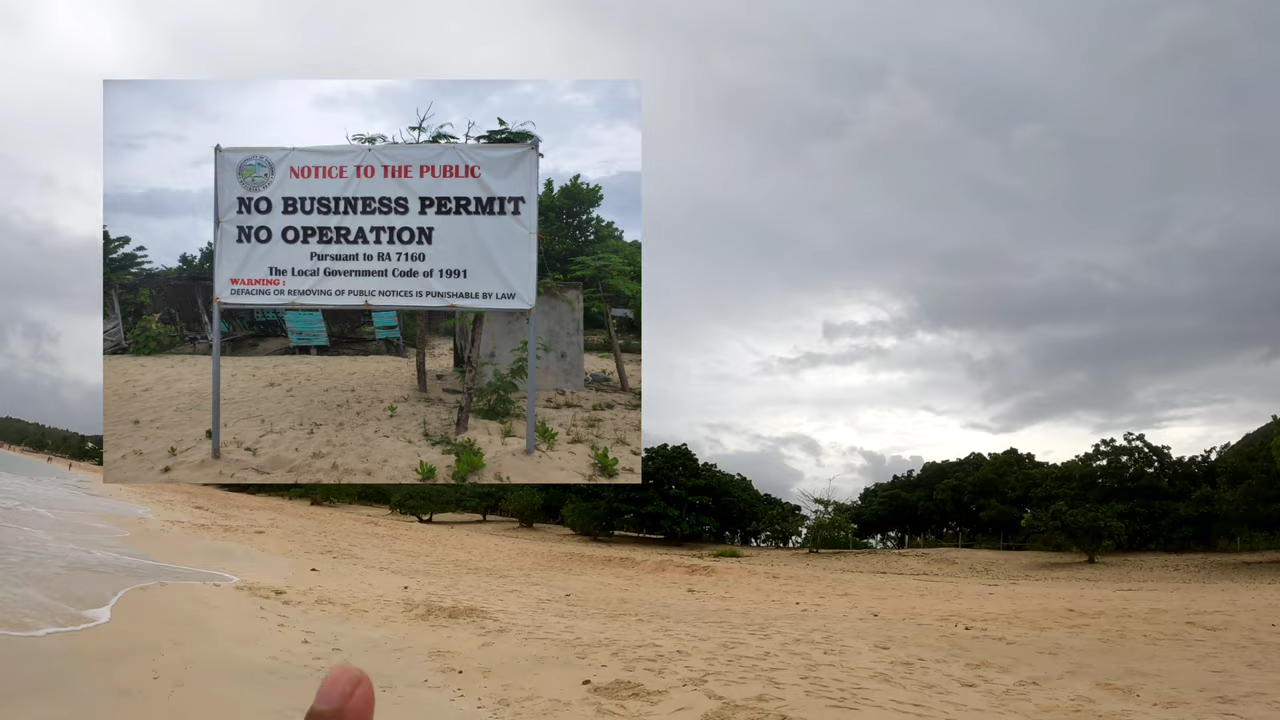 NOTICE TO THE PUBLIC
NO BUSINESS PERMIT
NO OPERATION
Pursuant to RA 7160
The Local Government Code of 1991
WARNING :
DEFACING OR REMOVING OF PUBLIC NOTICES IS PUNISHABLE BY LAW